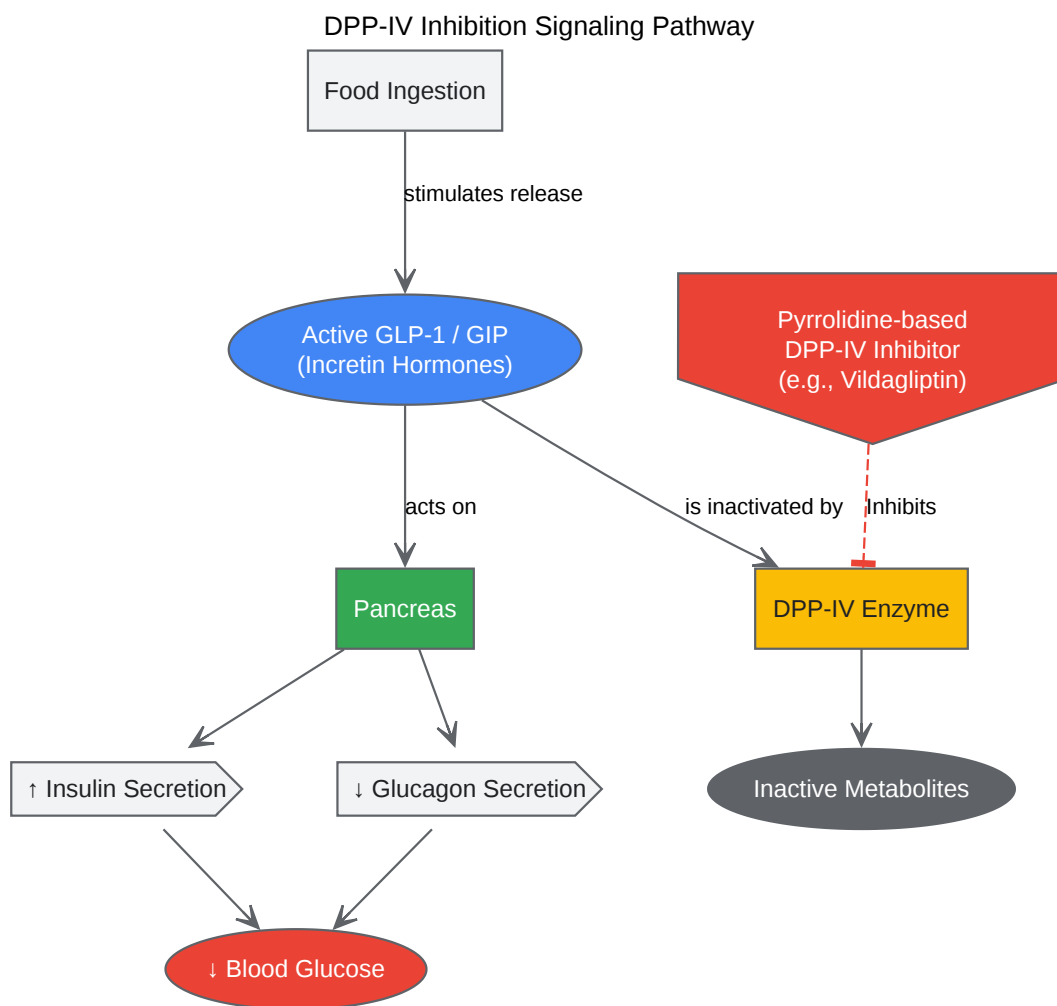 DPP-IV Inhibition Signaling Pathway
Food Ingestion
stimulates release
Active GLP-1 / GIP
(Incretin Hormones)
Pyrrolidine-based
DPP-IV Inhibitor
(e.g., Vildagliptin)
acts on
is inactivated by
Inhibits
Pancreas
DPP-IV Enzyme
↑ Insulin Secretion
↓ Glucagon Secretion
Inactive Metabolites
↓ Blood Glucose